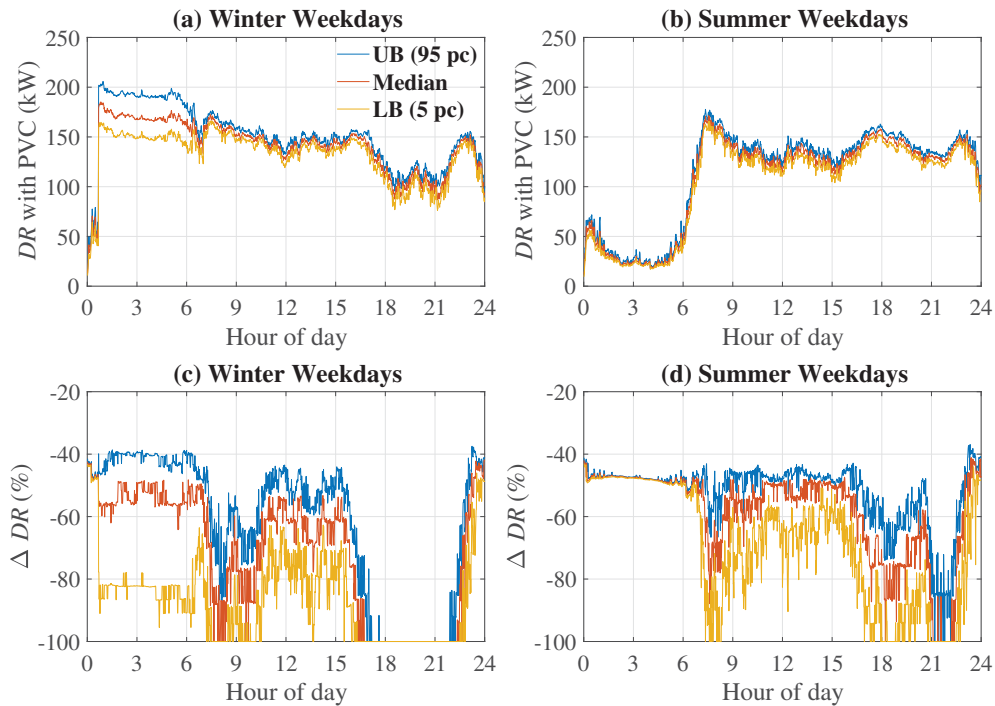 (a) Winter Weekdays
250
200
150
100
50
0
DR with PVC (kW)
UB (95 pc)
Median
LB (5 pc)
0 3 6 9 12 15 18 21 24
Hour of day
(b) Summer Weekdays
250
200
150
100
50
0
DR with PVC (kW)
0 3 6 9 12 15 18 21 24
Hour of day
(c) Winter Weekdays
-20
-40
-60
-80
-100
Δ DR (%)
0 3 6 9 12 15 18 21 24
Hour of day
(d) Summer Weekdays
-20
-40
-60
-80
-100
Δ DR (%)
0 3 6 9 12 15 18 21 24
Hour of day